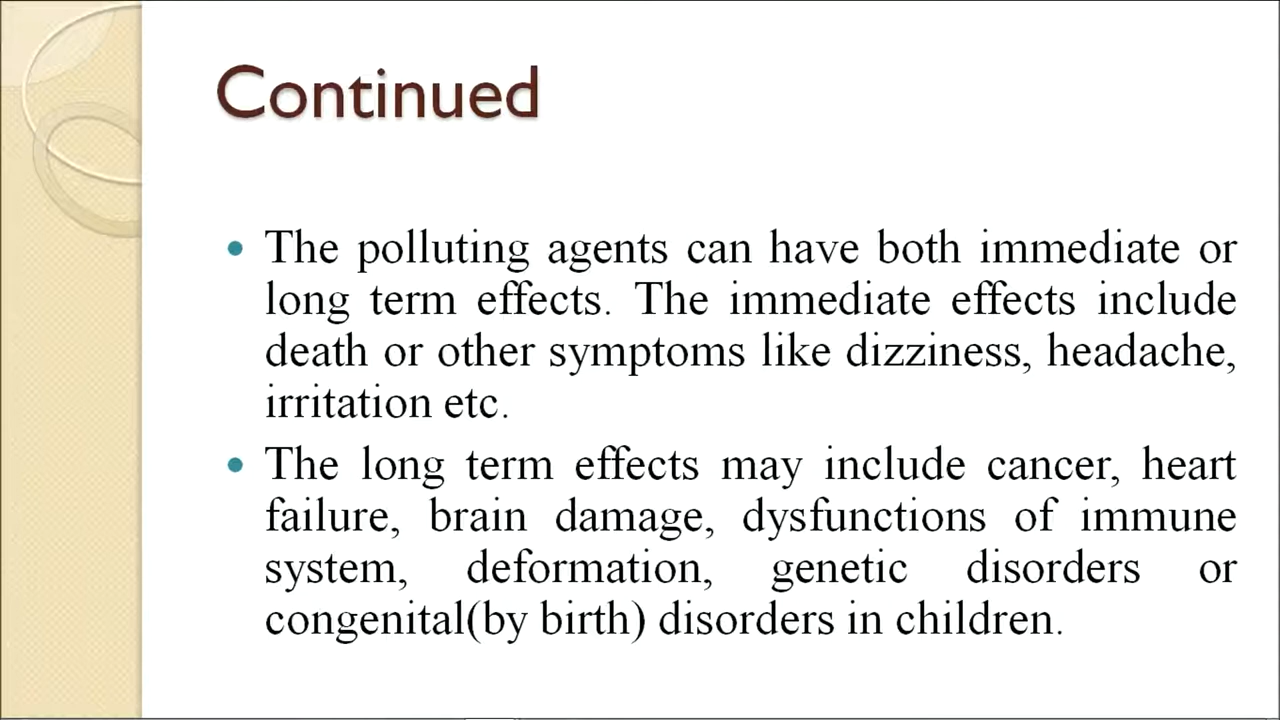 Continued
• The polluting agents can have both immediate or
long term effects. The immediate effects include
death or other symptoms like dizziness, headache,
irritation etc.
• The long term effects may include cancer, heart
failure, brain damage, dysfunctions of immune
system, deformation, genetic disorders or
congenital(by birth) disorders in children.